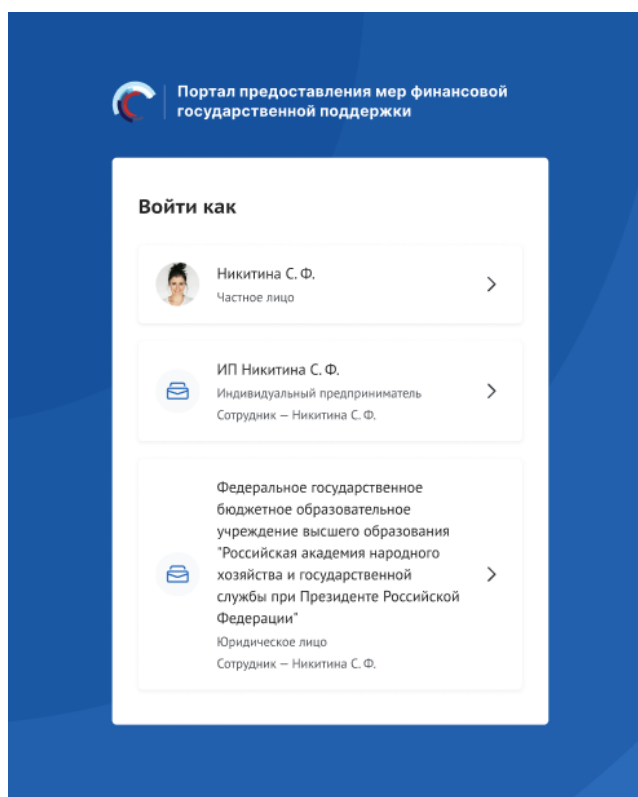 Портал предоставления мер финансовой
государственной поддержки
Войти как
Никитина С. Ф.
Частное лицо
ИП Никитина С. Ф.
Индивидуальный предприниматель
Сотрудник — Никитина С. Ф.
Федеральное государственное
бюджетное образовательное
учреждение высшего образования
"Российская академия народного
хозяйства и государственной
службы при Президенте Российской
Федерации"
Юридическое лицо
Сотрудник — Никитина С. Ф.